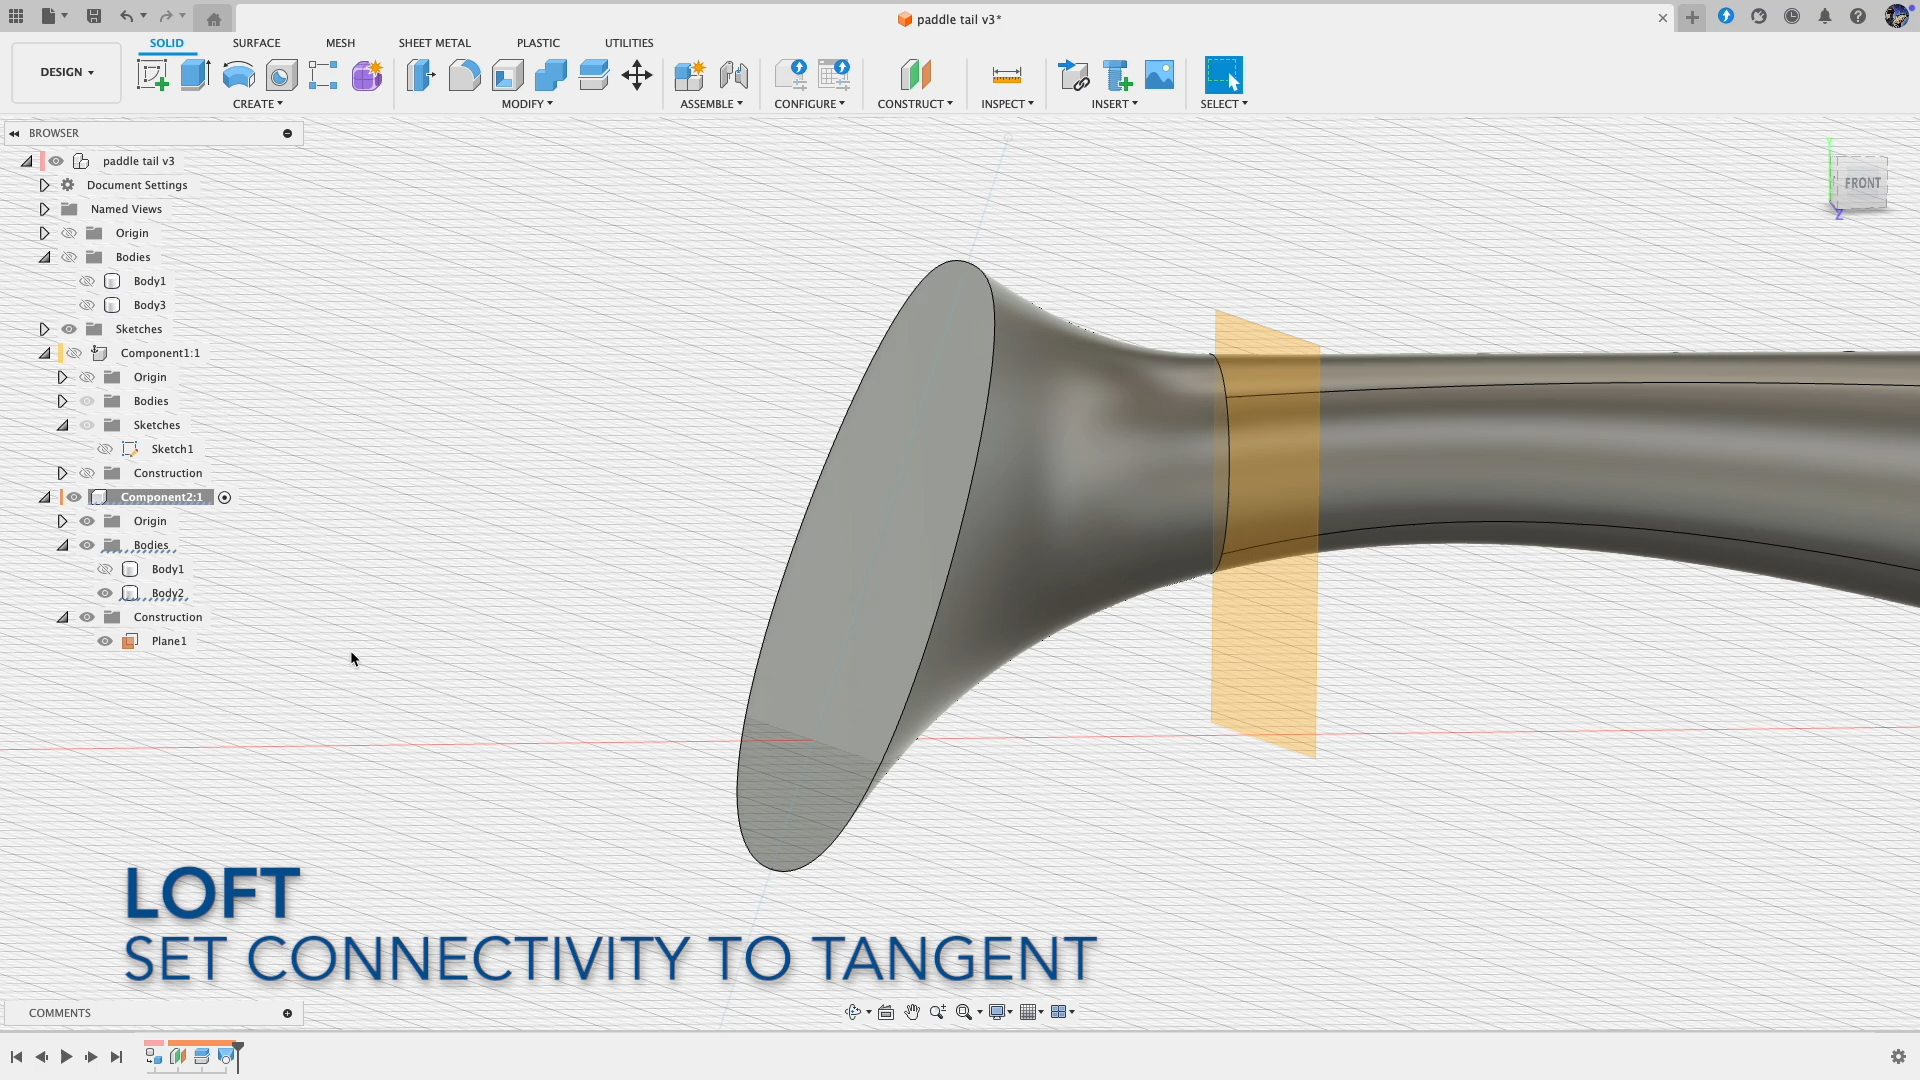 paddle tail v3*
SOLID SURFACE MESH SHEET METAL PLASTIC UTILITIES
DESIGN
CREATE MODIFY ASSEMBLE CONFIGURE CONSTRUCT INSPECT INSERT SELECT
BROWSER
paddle tail v3
Document Settings
Named Views
Origin
Bodies
Body1
Body3
Sketches
Component1:1
Origin
Bodies
Sketches
Sketch1
Construction
Component2:1
Origin
Bodies
Body1
Body2
Construction
Plane1
Y
FRONT
Z
LOFT
SET CONNECTIVITY TO TANGENT
COMMENTS